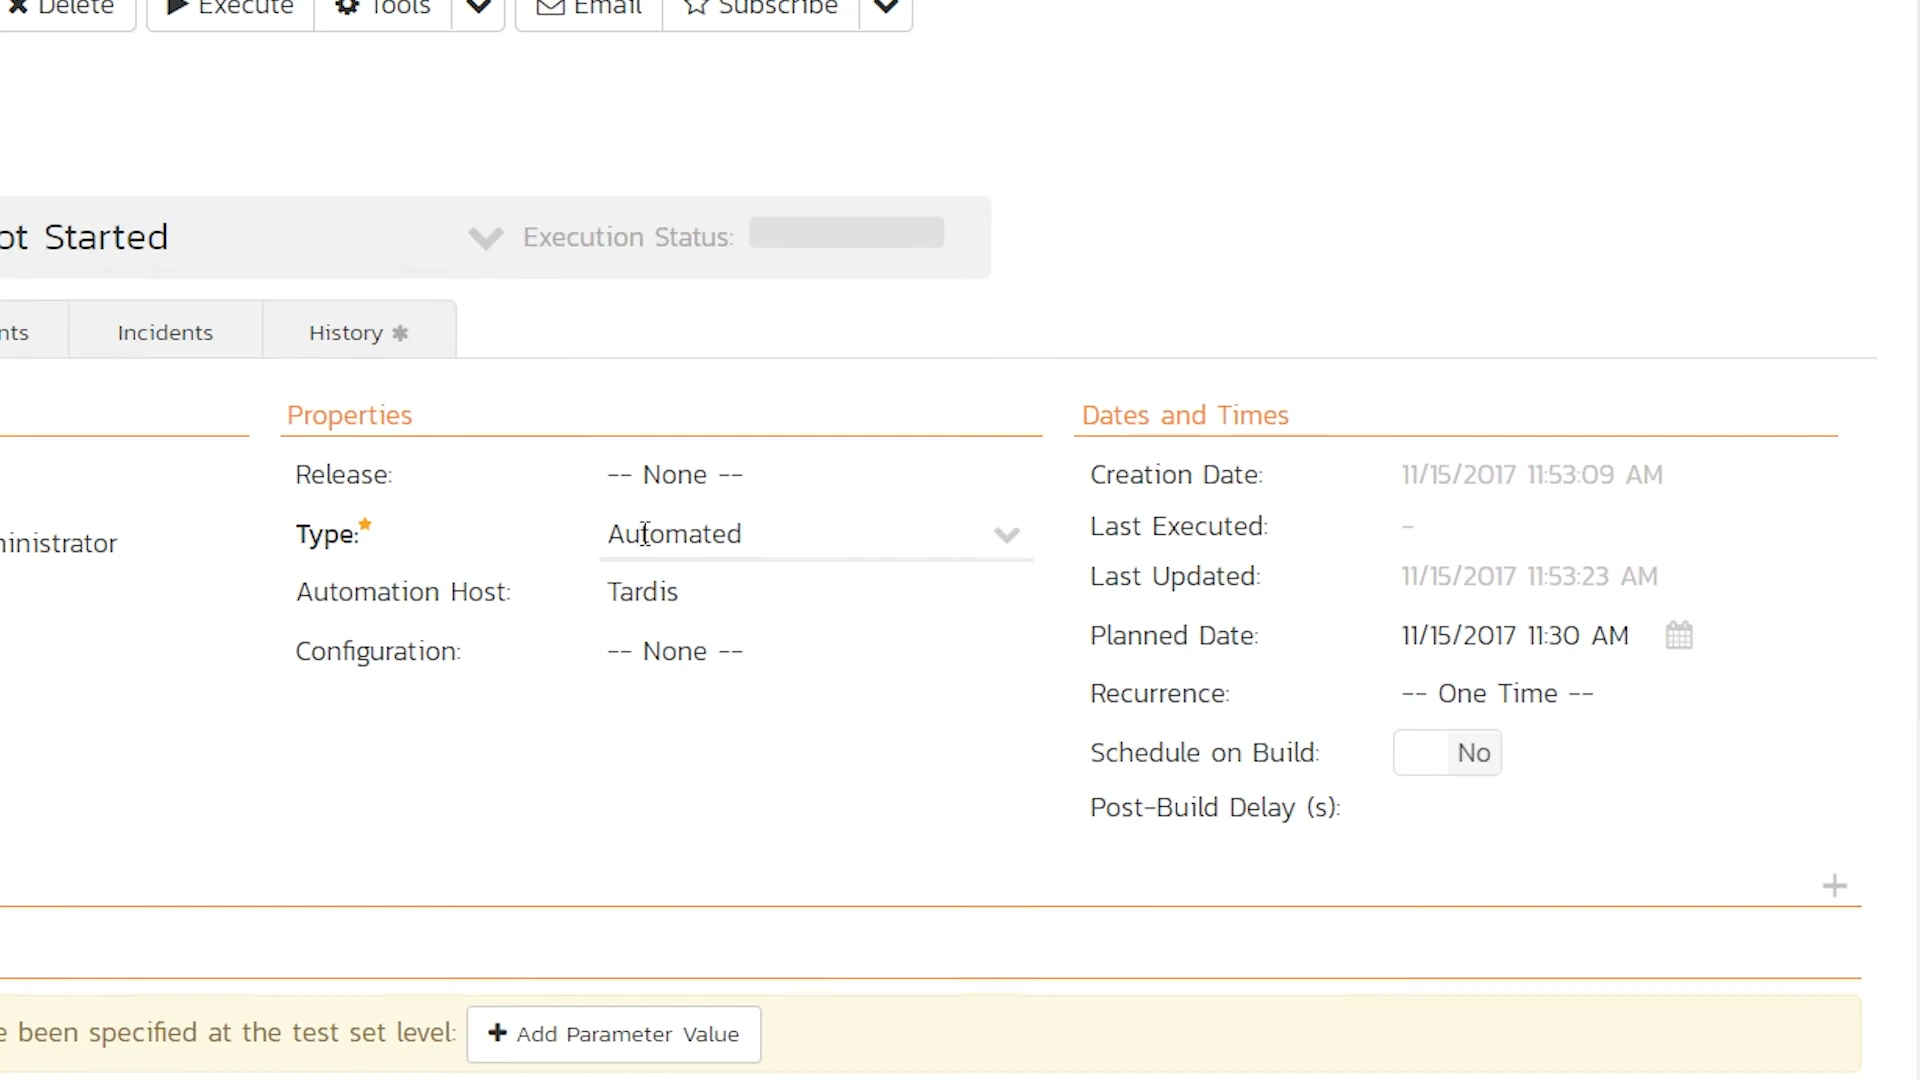 Delete Execute Tools Email Subscribe
ot Started Execution Status:
nts Incidents History *
Properties Dates and Times
Release: -- None -- Creation Date: 11/15/2017 11:53:09 AM
Type: Automated Last Executed: -
ministrator
Automation Host: Tardis Last Updated: 11/15/2017 11:53:23 AM
Configuration: -- None -- Planned Date: 11/15/2017 11:30 AM
Recurrence: -- One Time --
Schedule on Build: No
Post-Build Delay (s):
e been specified at the test set level: + Add Parameter Value